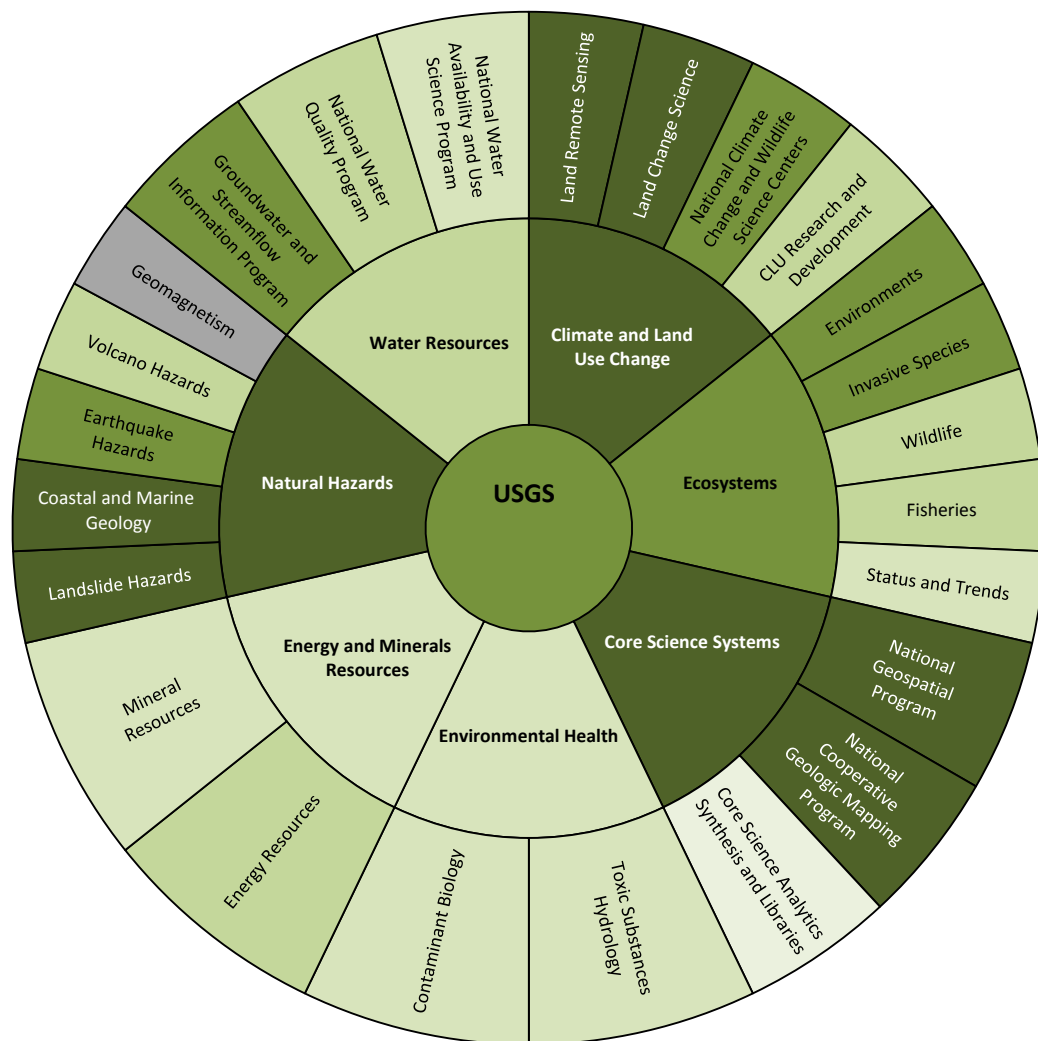 USGS
Climate and Land
Use Change
Land Remote Sensing
Land Change Science
National Climate
Change and Wildlife
Science Centers
CLU Research and
Development
Ecosystems
Environments
Invasive Species
Wildlife
Fisheries
Status and Trends
Core Science Systems
National
Geospatial
Program
National
Cooperative
Geologic Mapping
Program
Core Science Analytics
Synthesis and Libraries
Environmental Health
Toxic Substances
Hydrology
Contaminant Biology
Energy and Minerals
Resources
Energy Resources
Mineral
Resources
Natural Hazards
Landslide Hazards
Coastal and Marine
Geology
Earthquake
Hazards
Volcano Hazards
Geomagnetism
Water Resources
Groundwater and
Streamflow
Information Program
National Water
Quality Program
National Water
Availability and Use
Science Program